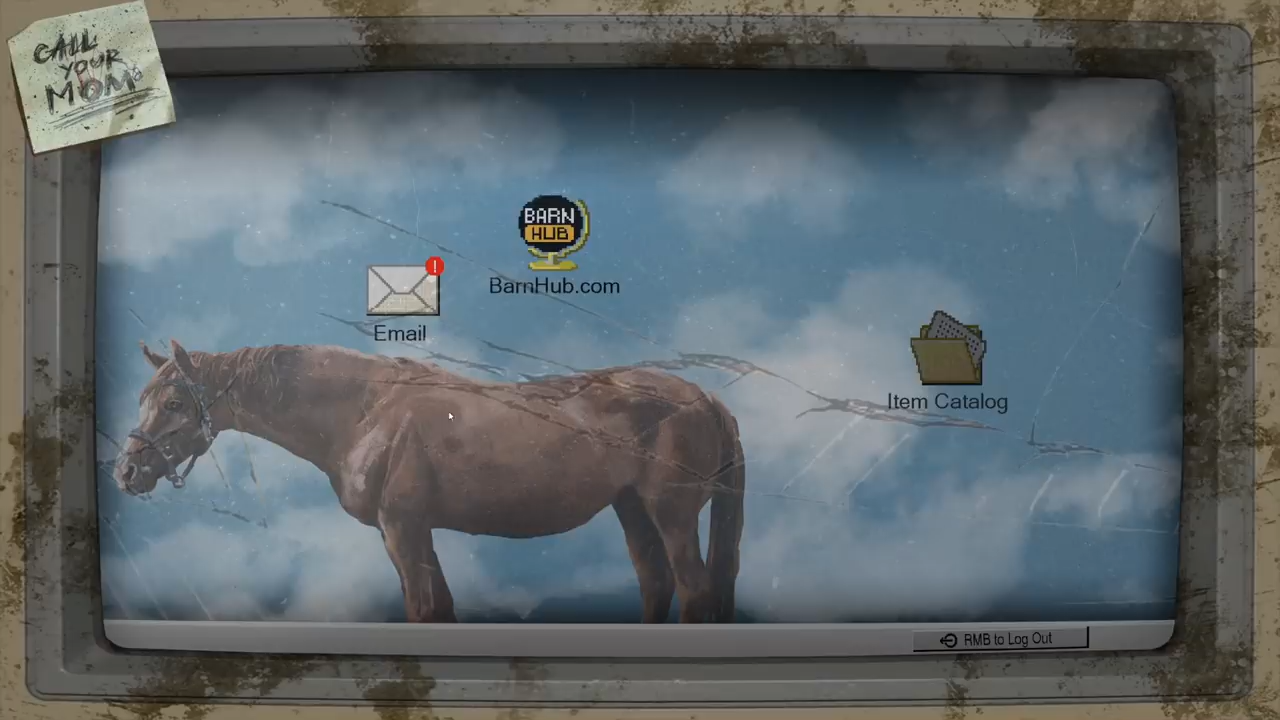 CALL
YOUR
MOM
BARN
HUB
BarnHub.com
!
Email
Item Catalog
RMB to Log Out